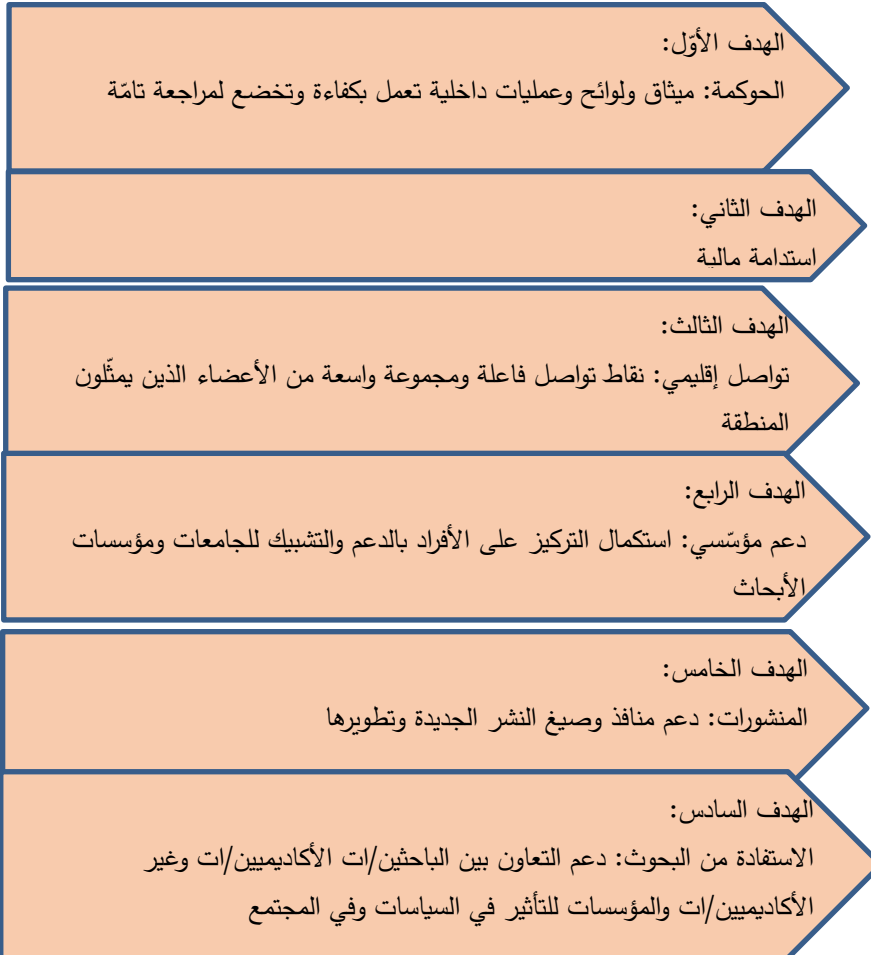 الهدف الأوّل:
الحوكمة: ميثاق ولوائح وعمليات داخلية تعمل بكفاءة وتخضع لمراجعة تامّة
الهدف الثاني:
استدامة مالية
الهدف الثالث:
تواصل إقليمي: نقاط تواصل فاعلة ومجموعة واسعة من الأعضاء الذين يمثّلون
المنطقة
الهدف الرابع:
دعم مؤسّسي: استكمال التركيز على الأفراد بالدعم والتشبيك للجامعات ومؤسسات
الأبحاث
الهدف الخامس:
المنشورات: دعم منافذ وصيغ النشر الجديدة وتطويرها
الهدف السادس:
الاستفادة من البحوث: دعم التعاون بين الباحثين/ات الأكاديميين/ات وغير
الأكاديميين/ات والمؤسسات للتأثير في السياسات وفي المجتمع